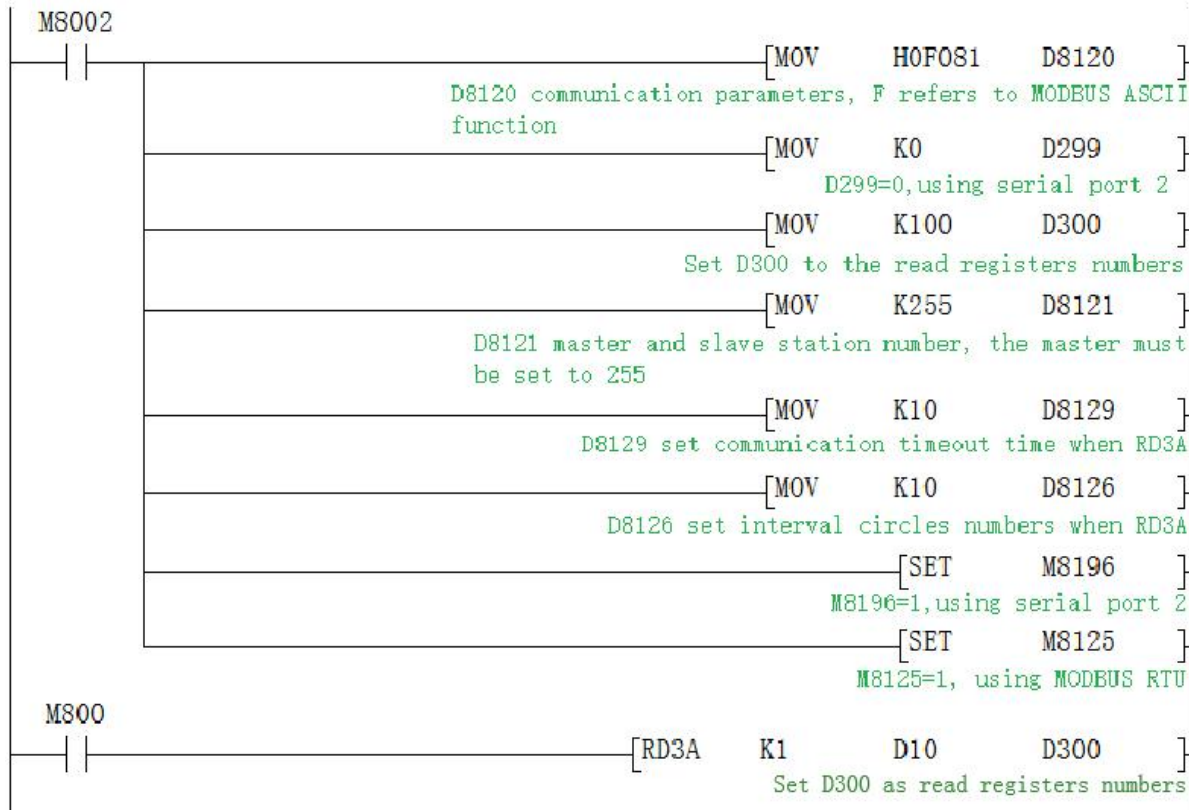 M8002
[MOV H0F081 D8120 ]
D8120 communication parameters, F refers to MODBUS ASCII
function
[MOV K0 D299 ]
D299=0,using serial port 2
[MOV K100 D300 ]
Set D300 to the read registers numbers
[MOV K255 D8121 ]
D8121 master and slave station number, the master must
be set to 255
[MOV K10 D8129 ]
D8129 set communication timeout time when RD3A
[MOV K10 D8126 ]
D8126 set interval circles numbers when RD3A
[SET M8196 ]
M8196=1,using serial port 2
[SET M8125 ]
M8125=1, using MODBUS RTU
M800
[RD3A K1 D10 D300 ]
Set D300 as read registers numbers